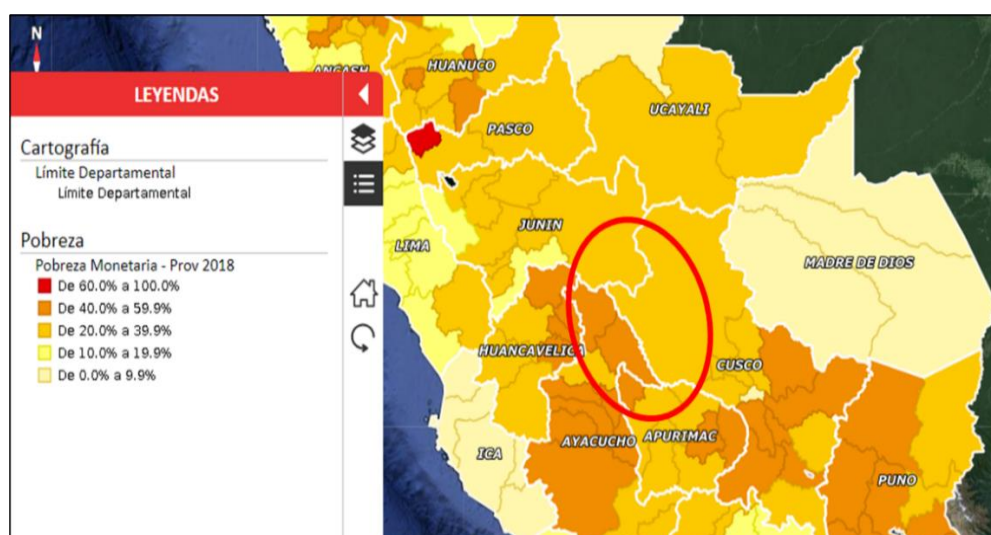 N
LEYENDAS
Cartografía
Límite Departamental
Límite Departamental
Pobreza
Pobreza Monetaria - Prov 2018
De 60.0% a 100.0%
De 40.0% a 59.9%
De 20.0% a 39.9%
De 10.0% a 19.9%
De 0.0% a 9.9%
ANCASH
HUANUCO
UCAYALI
PASCO
JUNIN
LIMA
MADRE DE DIOS
HUANCAVELICA
CUSCO
ICA
AYACUCHO
APURIMAC
PUNO